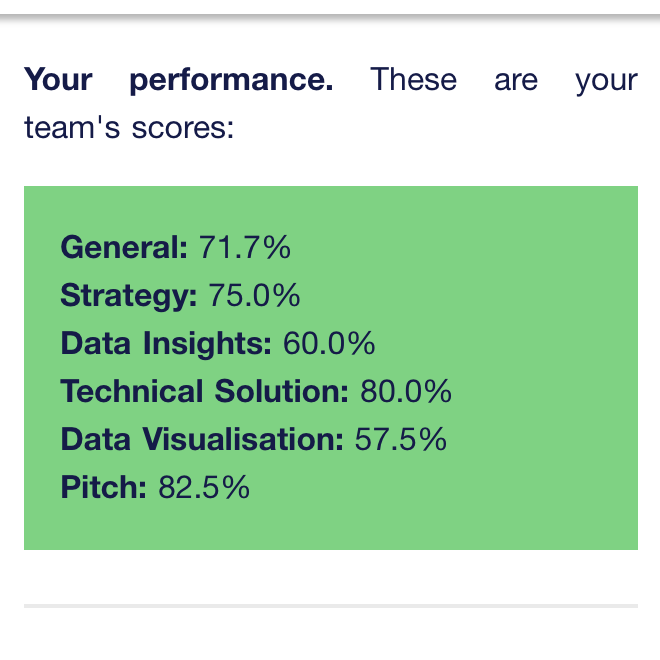 Your performance. These are your
team's scores:
General: 71.7%
Strategy: 75.0%
Data Insights: 60.0%
Technical Solution: 80.0%
Data Visualisation: 57.5%
Pitch: 82.5%